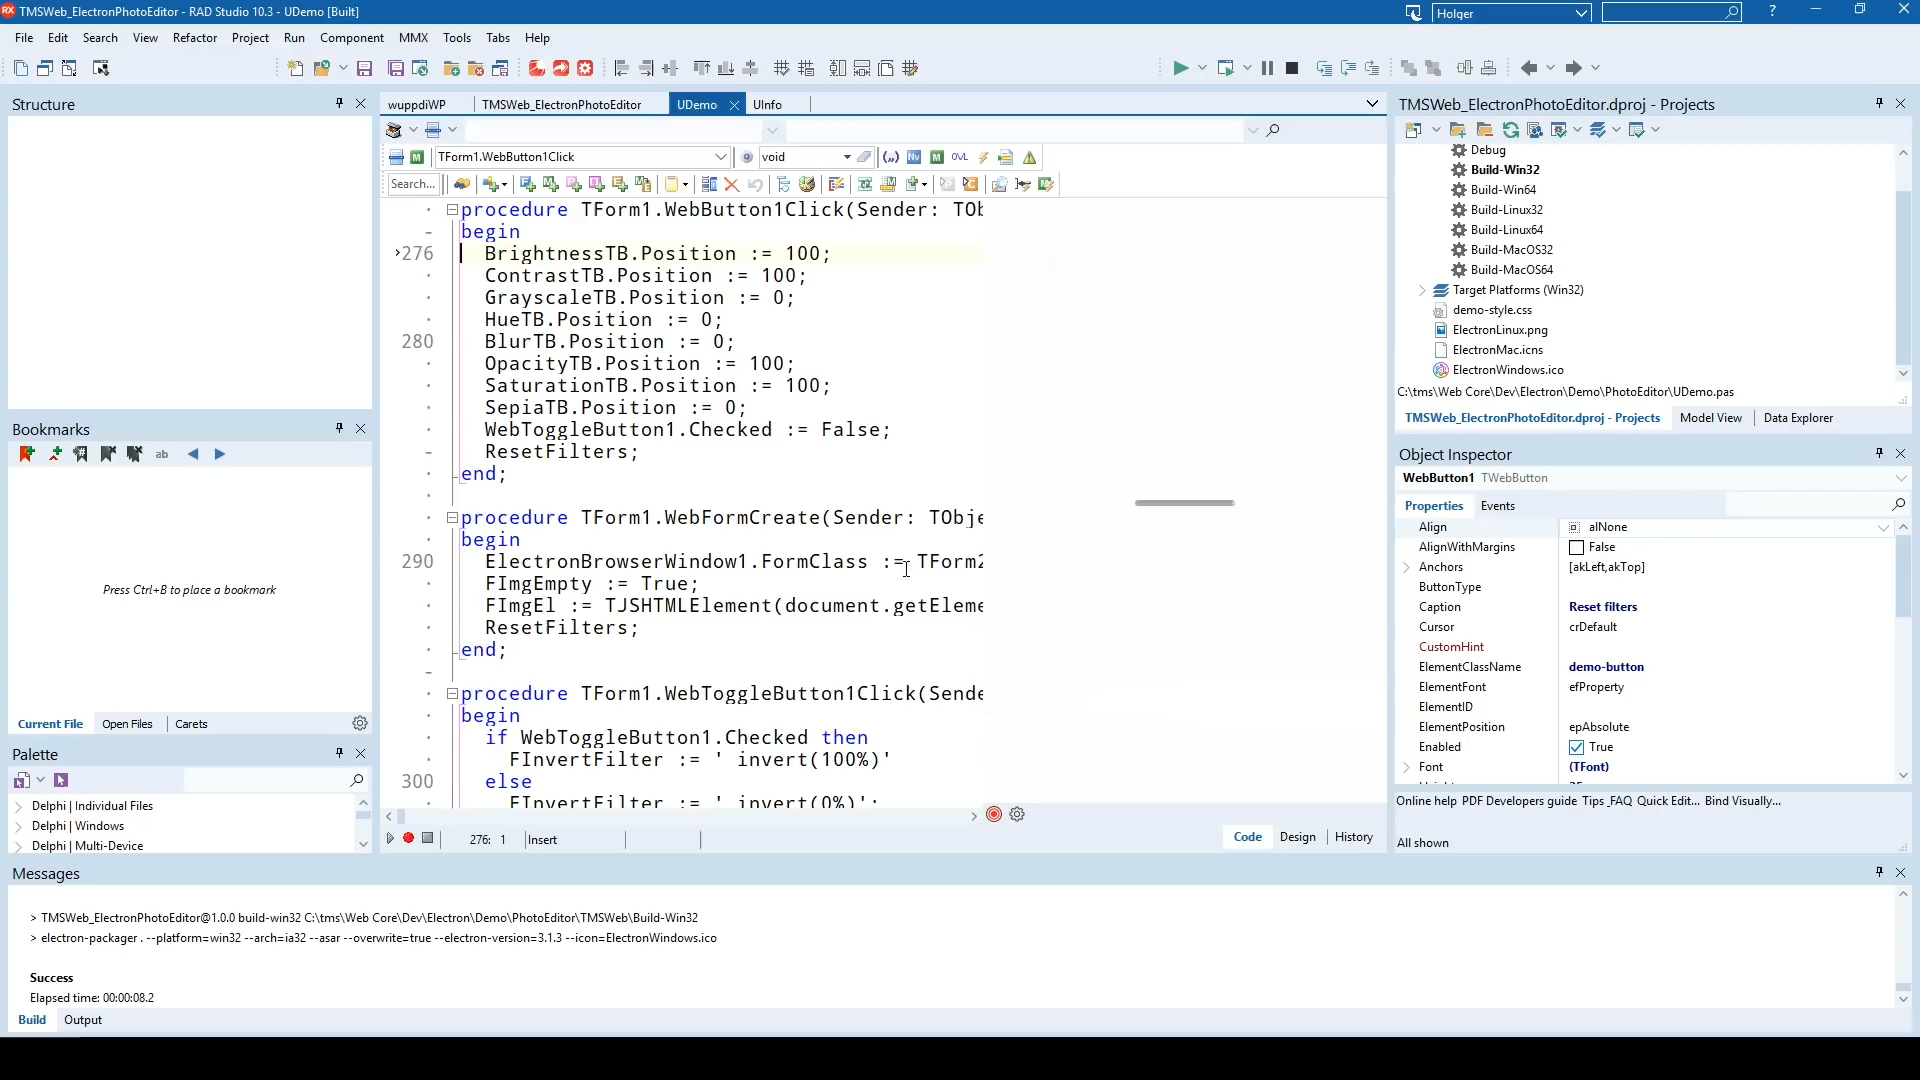 TMSWeb_ElectronPhotoEditor - RAD Studio 10.3 - UDemo [Built]
Holger
?
File Edit Search View Refactor Project Run Component MMX Tools Tabs Help
Structure
wuppdiWP TMSWeb_ElectronPhotoEditor UDemo UInfo
TForm1.WebButton1Click void
Search...
procedure TForm1.WebButton1Click(Sender: TOb
begin
276 BrightnessTB.Position := 100;
ContrastTB.Position := 100;
GrayscaleTB.Position := 0;
HueTB.Position := 0;
280 BlurTB.Position := 0;
OpacityTB.Position := 100;
SaturationTB.Position := 100;
SepiaTB.Position := 0;
WebToggleButton1.Checked := False;
ResetFilters;
end;
procedure TForm1.WebFormCreate(Sender: TObje
begin
290 ElectronBrowserWindow1.FormClass := TForm2
FImgEmpty := True;
FImgEl := TJSHTMLElement(document.getEleme
ResetFilters;
end;
procedure TForm1.WebToggleButton1Click(Sende
begin
if WebToggleButton1.Checked then
FInvertFilter := ' invert(100%)'
300 else
FInvertFilter := ' invert(0%)';
276: 1 Insert
Code Design History
Bookmarks
ab
Press Ctrl+B to place a bookmark
Current File Open Files Carets
Palette
Delphi | Individual Files
Delphi | Windows
Delphi | Multi-Device
TMSWeb_ElectronPhotoEditor.dproj - Projects
Debug
Build-Win32
Build-Win64
Build-Linux32
Build-Linux64
Build-MacOS32
Build-MacOS64
Target Platforms (Win32)
demo-style.css
ElectronLinux.png
ElectronMac.icns
ElectronWindows.ico
C:\tms\Web Core\Dev\Electron\Demo\PhotoEditor\UDemo.pas
TMSWeb_ElectronPhotoEditor.dproj - Projects Model View Data Explorer
Object Inspector
WebButton1 TWebButton
Properties Events
Align alNone
AlignWithMargins False
Anchors [akLeft,akTop]
ButtonType
Caption Reset filters
Cursor crDefault
CustomHint
ElementClassName demo-button
ElementFont efProperty
ElementID
ElementPosition epAbsolute
Enabled True
Font (TFont)
Online help PDF Developers guide Tips_FAQ Quick Edit... Bind Visually...
All shown
Messages
> TMSWeb_ElectronPhotoEditor@1.0.0 build-win32 C:\tms\Web Core\Dev\Electron\Demo\PhotoEditor\TMSWeb\Build-Win32
> electron-packager . --platform=win32 --arch=ia32 --asar --overwrite=true --electron-version=3.1.3 --icon=ElectronWindows.ico
Success
Elapsed time: 00:00:08.2
Build Output